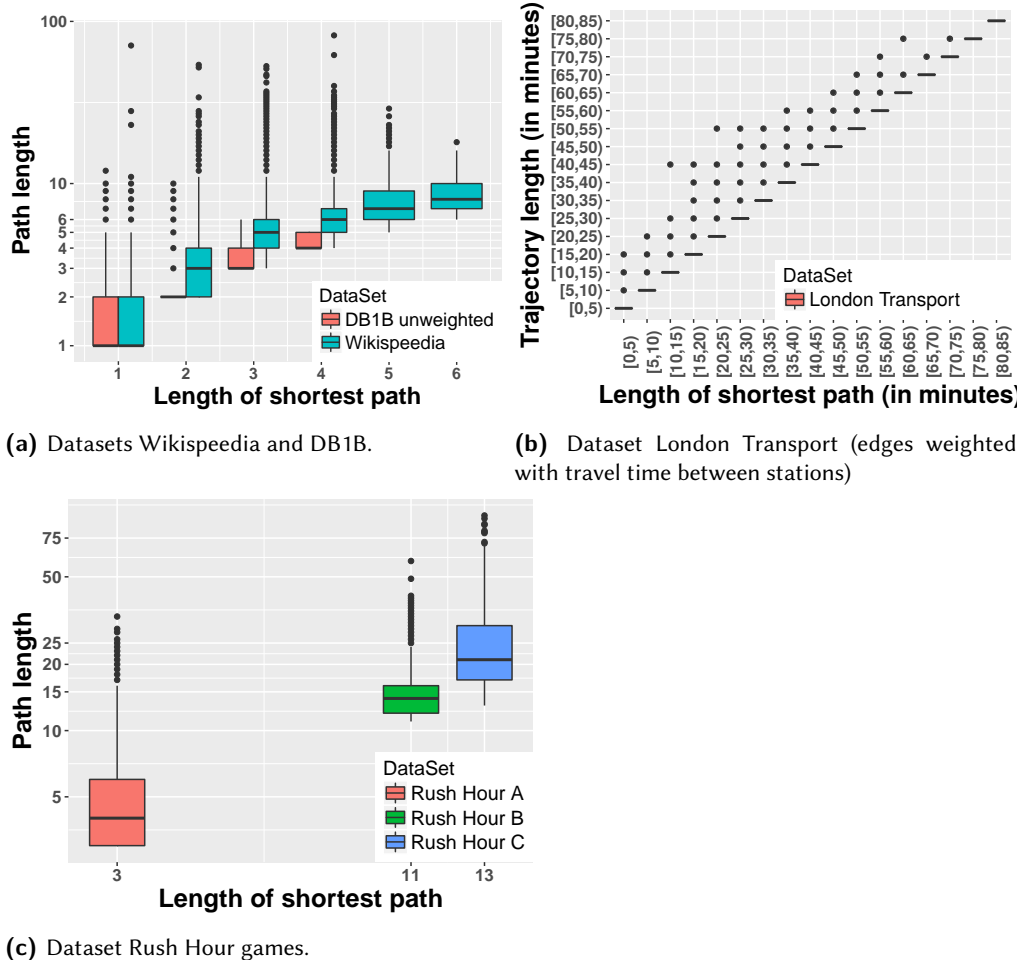 100
10
6
5
4
3
2
1
Path length
1 2 3 4 5 6
Length of shortest path
DataSet
DB1B unweighted
Wikispeedia
(a) Datasets Wikispeedia and DB1B.
[80,85)
[75,80)
[70,75)
[65,70)
[60,65)
[55,60)
[50,55)
[45,50)
[40,45)
[35,40)
[30,35)
[25,30)
[20,25)
[15,20)
[10,15)
[5,10)
[0,5)
Trajectory length (in minutes)
[0,5)
[5,10)
[10,15)
[15,20)
[20,25)
[25,30)
[30,35)
[35,40)
[40,45)
[45,50)
[50,55)
[55,60)
[60,65)
[65,70)
[70,75)
[75,80)
[80,85)
Length of shortest path (in minutes)
DataSet
London Transport
(b) Dataset London Transport (edges weighted
with travel time between stations)
75
50
25
20
15
10
5
Path length
3 11 13
Length of shortest path
DataSet
Rush Hour A
Rush Hour B
Rush Hour C
(c) Dataset Rush Hour games.